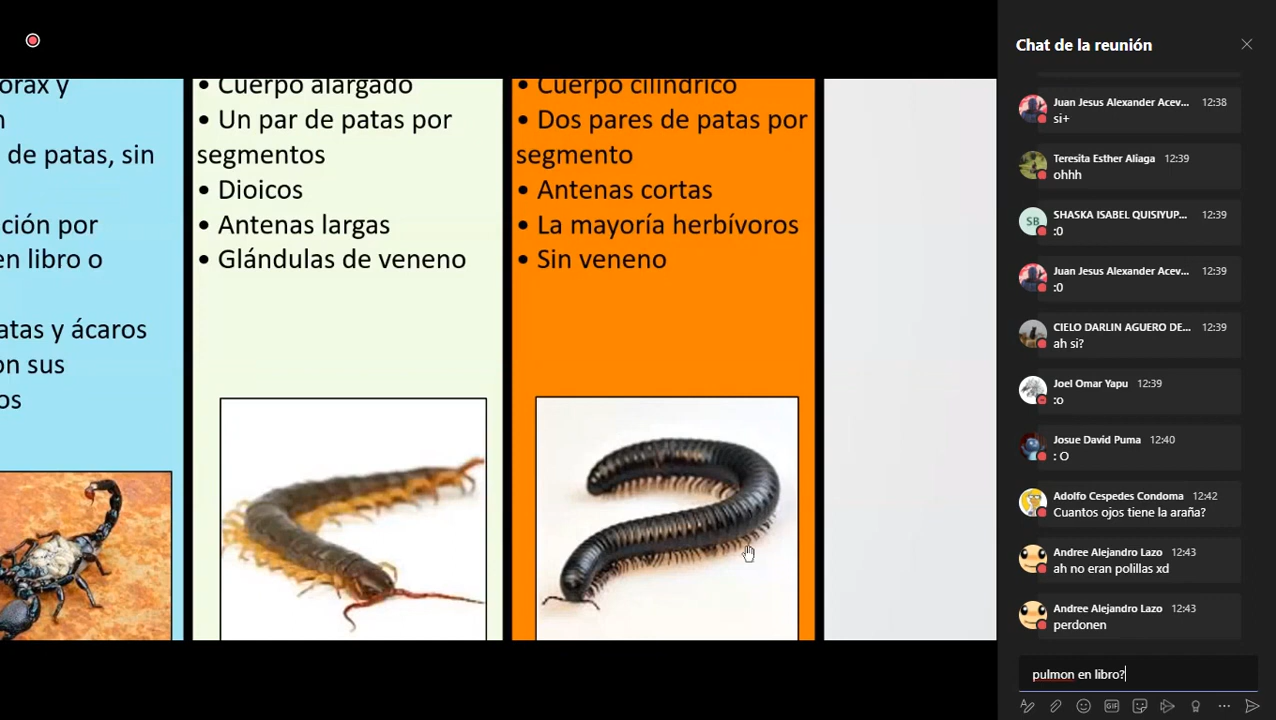 orax y
n
de patas, sin
ción por
en libro o
atas y ácaros
on sus
os
• Cuerpo alargado
• Un par de patas por
segmentos
• Dioicos
• Antenas largas
• Glándulas de veneno
• Cuerpo cilíndrico
• Dos pares de patas por
segmento
• Antenas cortas
• La mayoría herbívoros
• Sin veneno
Chat de la reunión
Juan Jesus Alexander Acev... 12:38
si+
Teresita Esther Aliaga 12:39
ohhh
SB
SHASKA ISABEL QUISIYUP... 12:39
:0
Juan Jesus Alexander Acev... 12:39
:0
CIELO DARLIN AGUERO DE... 12:39
ah si?
Joel Omar Yapu 12:39
:o
Josue David Puma 12:40
: O
Adolfo Cespedes Condoma 12:42
Cuantos ojos tiene la araña?
Andree Alejandro Lazo 12:43
ah no eran polillas xd
Andree Alejandro Lazo 12:43
perdonen
pulmon en libro?
GIF